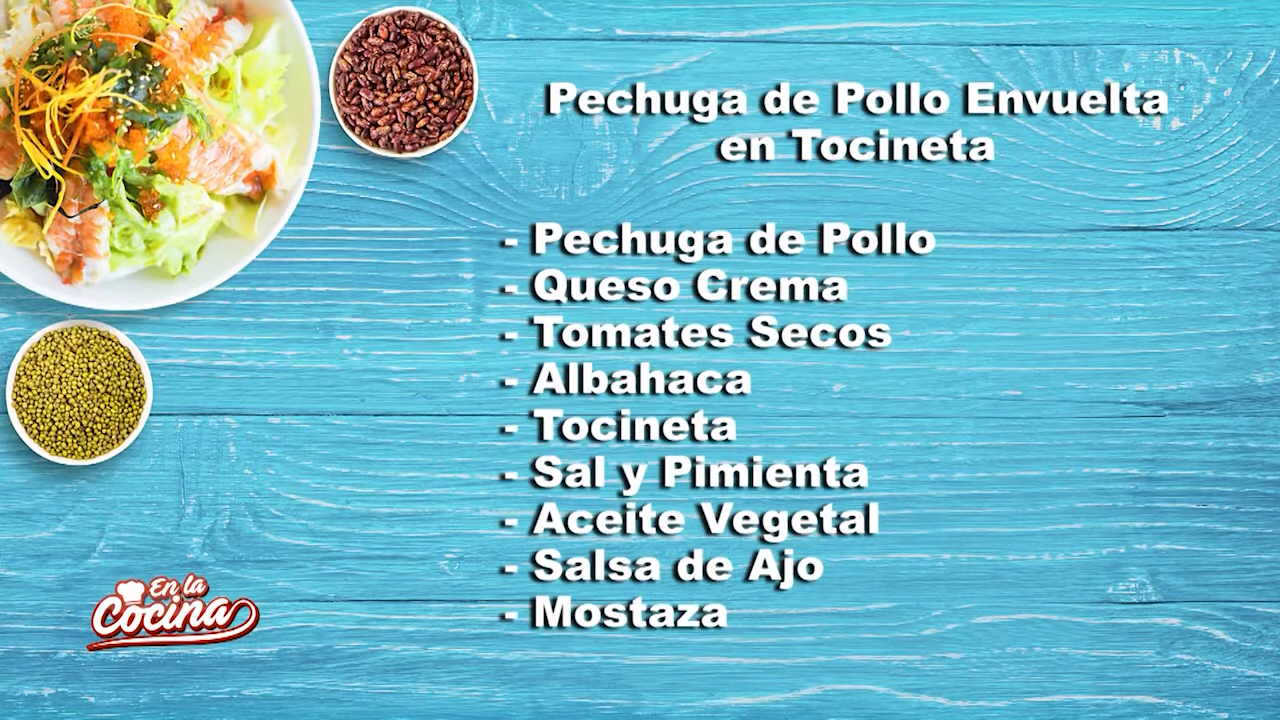 Pechuga de Pollo Envuelta
en Tocineta
- Pechuga de Pollo
- Queso Crema
- Tomates Secos
- Albahaca
- Tocineta
- Sal y Pimienta
- Aceite Vegetal
- Salsa de Ajo
- Mostaza
En la
Cocina